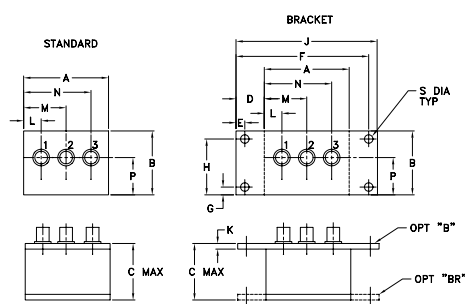 BRACKET
STANDARD
J
F
A
A
N
N
M
D
M
S DIA
TYP
L
E
L
1 2 3
1 2 3
B
H
B
P
P
G
K
OPT "B"
C MAX
C MAX
OPT "BR"